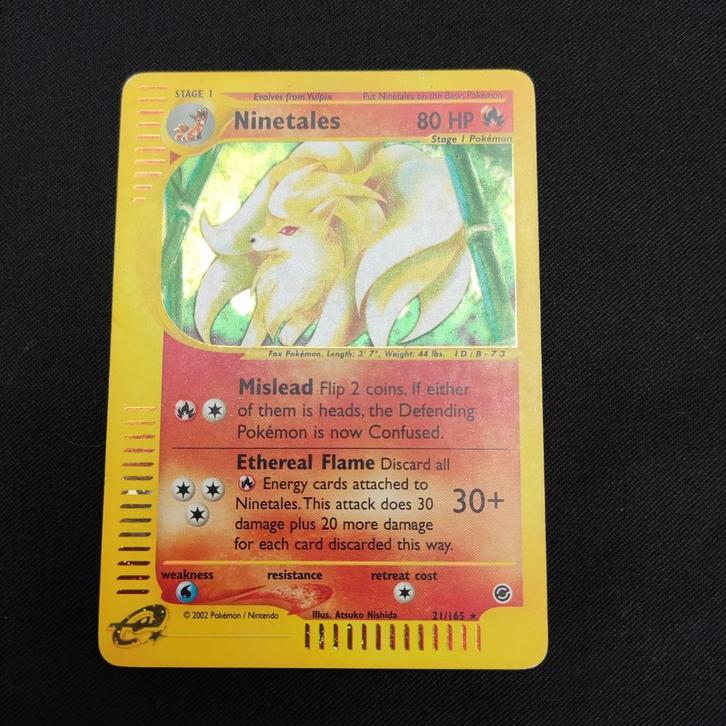 STAGE 1
Evolves from Vulpix
Put Ninetales on the Basic Pokémon
Ninetales
80 HP
Stage 1 Pokémon
Fox Pokémon. Length: 3' 7", Weight: 44 lbs. ID: B-73
Mislead Flip 2 coins. If either
of them is heads, the Defending
Pokémon is now Confused.
Ethereal Flame Discard all
Energy cards attached to
Ninetales. This attack does 30
damage plus 20 more damage
for each card discarded this way.
30+
weakness resistance retreat cost
© 2002 Pokémon / Nintendo Illus. Atsuko Nishida 21/165 ★